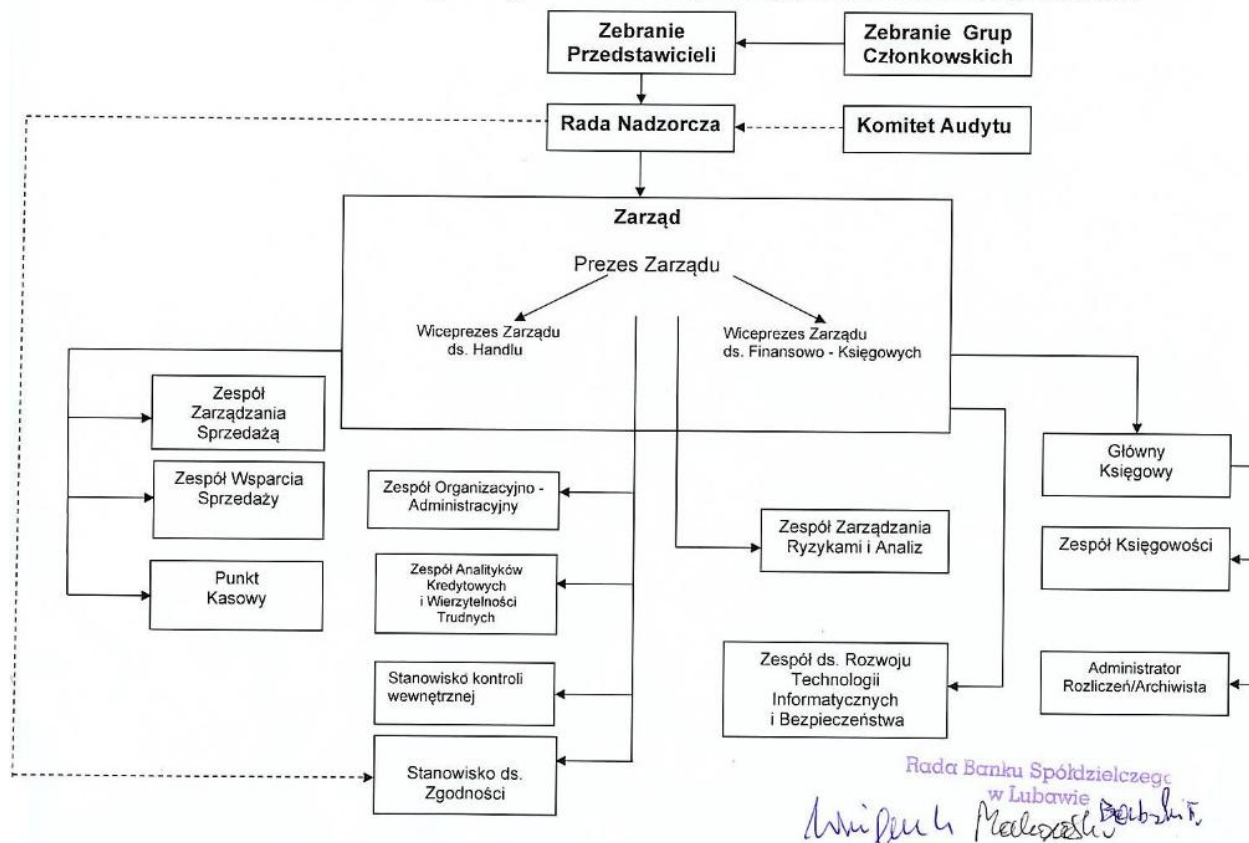 Zebranie
Przedstawicieli
Zebranie Grup
Członkowskich
Rada Nadzorcza
Komitet Audytu
Zarząd
Prezes Zarządu
Wiceprezes Zarządu
ds. Handlu
Wiceprezes Zarządu
ds. Finansowo - Księgowych
Zespół
Zarządzania
Sprzedażą
Zespół Wsparcia
Sprzedaży
Punkt
Kasowy
Zespół Organizacyjno -
Administracyjny
Zespół Analityków
Kredytowych
i Wierzytelności
Trudnych
Stanowisko kontroli
wewnętrznej
Stanowisko ds.
Zgodności
Zespół Zarządzania
Ryzykami i Analiz
Zespół ds. Rozwoju
Technologii
Informatycznych
i Bezpieczeństwa
Główny
Księgowy
Zespół Księgowości
Administrator
Rozliczeń/Archiwista
Rada Banku Spółdzielczego
w Lubawie